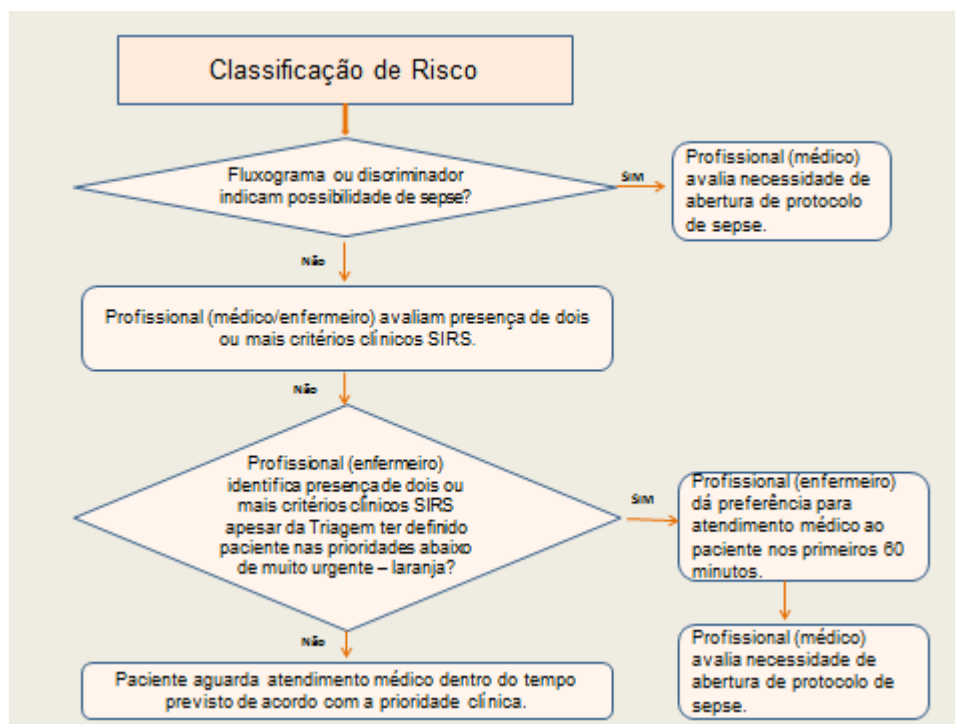 Classificação de Risco
Fluxograma ou discriminador
indicam possibilidade de sepse?
SIM
Profissional (médico)
avalia necessidade de
abertura de protocolo
de sepse.
Não
Profissional (médico/enfermeiro) avaliam presença de dois
ou mais critérios clínicos SIRS.
Não
Profissional (enfermeiro)
identifica presença de dois ou
mais critérios clínicos SIRS
apesar da Triagem ter definido
paciente nas prioridades abaixo
de muito urgente – laranja?
SIM
Profissional (enfermeiro)
dá preferência para
atendimento médico ao
paciente nos primeiros 60
minutos.
Profissional (médico)
avalia necessidade de
abertura de protocolo de
sepse.
Não
Paciente aguarda atendimento médico dentro do tempo
previsto de acordo com a prioridade clínica.